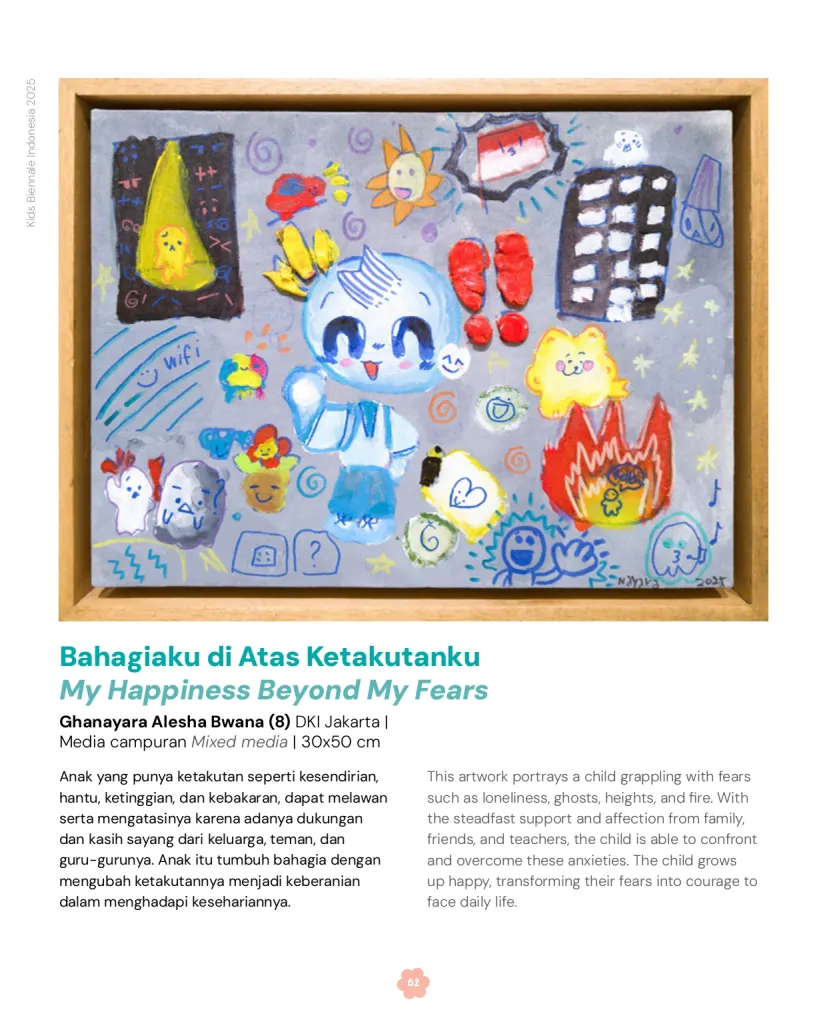 Kids Biennale Indonesia 2025
wifi
?
?
Nayara 2025
Bahagiaku di Atas Ketakutanku
My Happiness Beyond My Fears
Ghanayara Alesha Bwana (8) DKI Jakarta |
Media campuran Mixed media | 30x50 cm
Anak yang punya ketakutan seperti kesendirian,
hantu, ketinggian, dan kebakaran, dapat melawan
serta mengatasinya karena adanya dukungan
dan kasih sayang dari keluarga, teman, dan
guru-gurunya. Anak itu tumbuh bahagia dengan
mengubah ketakutannya menjadi keberanian
dalam menghadapi kesehariannya.
This artwork portrays a child grappling with fears
such as loneliness, ghosts, heights, and fire. With
the steadfast support and affection from family,
friends, and teachers, the child is able to confront
and overcome these anxieties. The child grows
up happy, transforming their fears into courage to
face daily life.
62